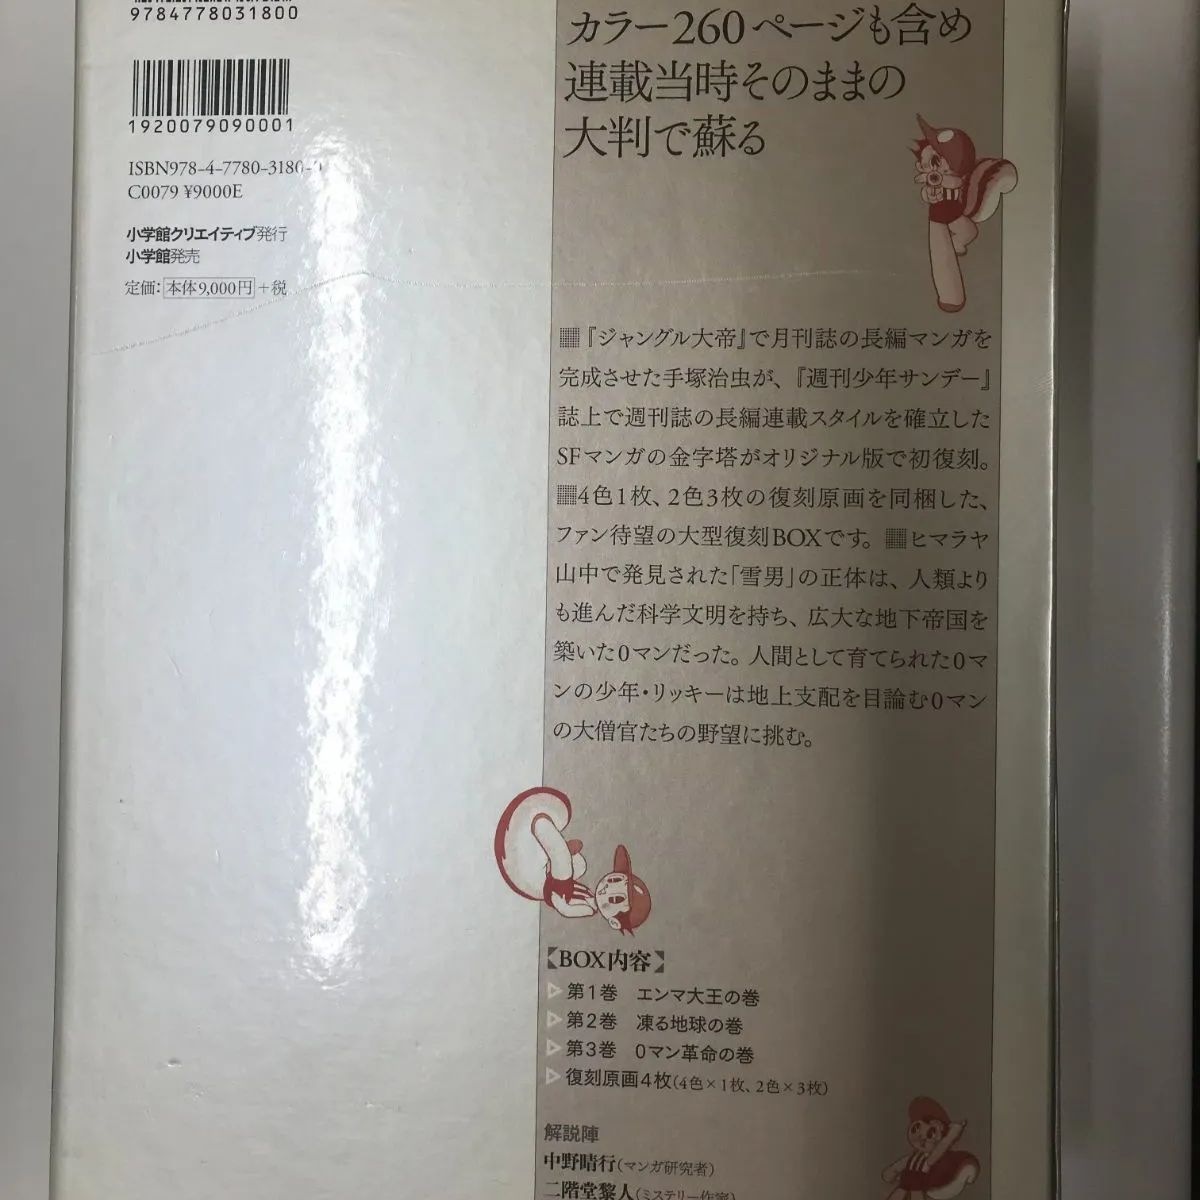 9784778031800
1920079090001
ISBN978-4-7780-3180-0
C0079 ¥9000E
小学館クリエイティブ発行
小学館発売
定価：本体9,000円＋税
カラー260ページも含め
連載当時そのままの
大判で蘇る
『ジャングル大帝』で月刊誌の長編マンガを
完成させた手塚治虫が、『週刊少年サンデー』
誌上で週刊誌の長編連載スタイルを確立した
SFマンガの金字塔がオリジナル版で初復刻。
4色1枚、2色3枚の復刻原画を同梱した、
ファン待望の大型復刻BOXです。ヒマラヤ
山中で発見された「雪男」の正体は、人類より
も進んだ科学文明を持ち、広大な地下帝国を
築いた0マンだった。人間として育てられた0マ
ンの少年・リッキーは地上支配を目論む0マン
の大僧官たちの野望に挑む。
【BOX内容】
第1巻 エンマ大王の巻
第2巻 凍る地球の巻
第3巻 0マン革命の巻
復刻原画4枚（4色×1枚、2色×3枚）
解説陣
中野晴行（マンガ研究者）
二階堂黎人（ミステリー作家）